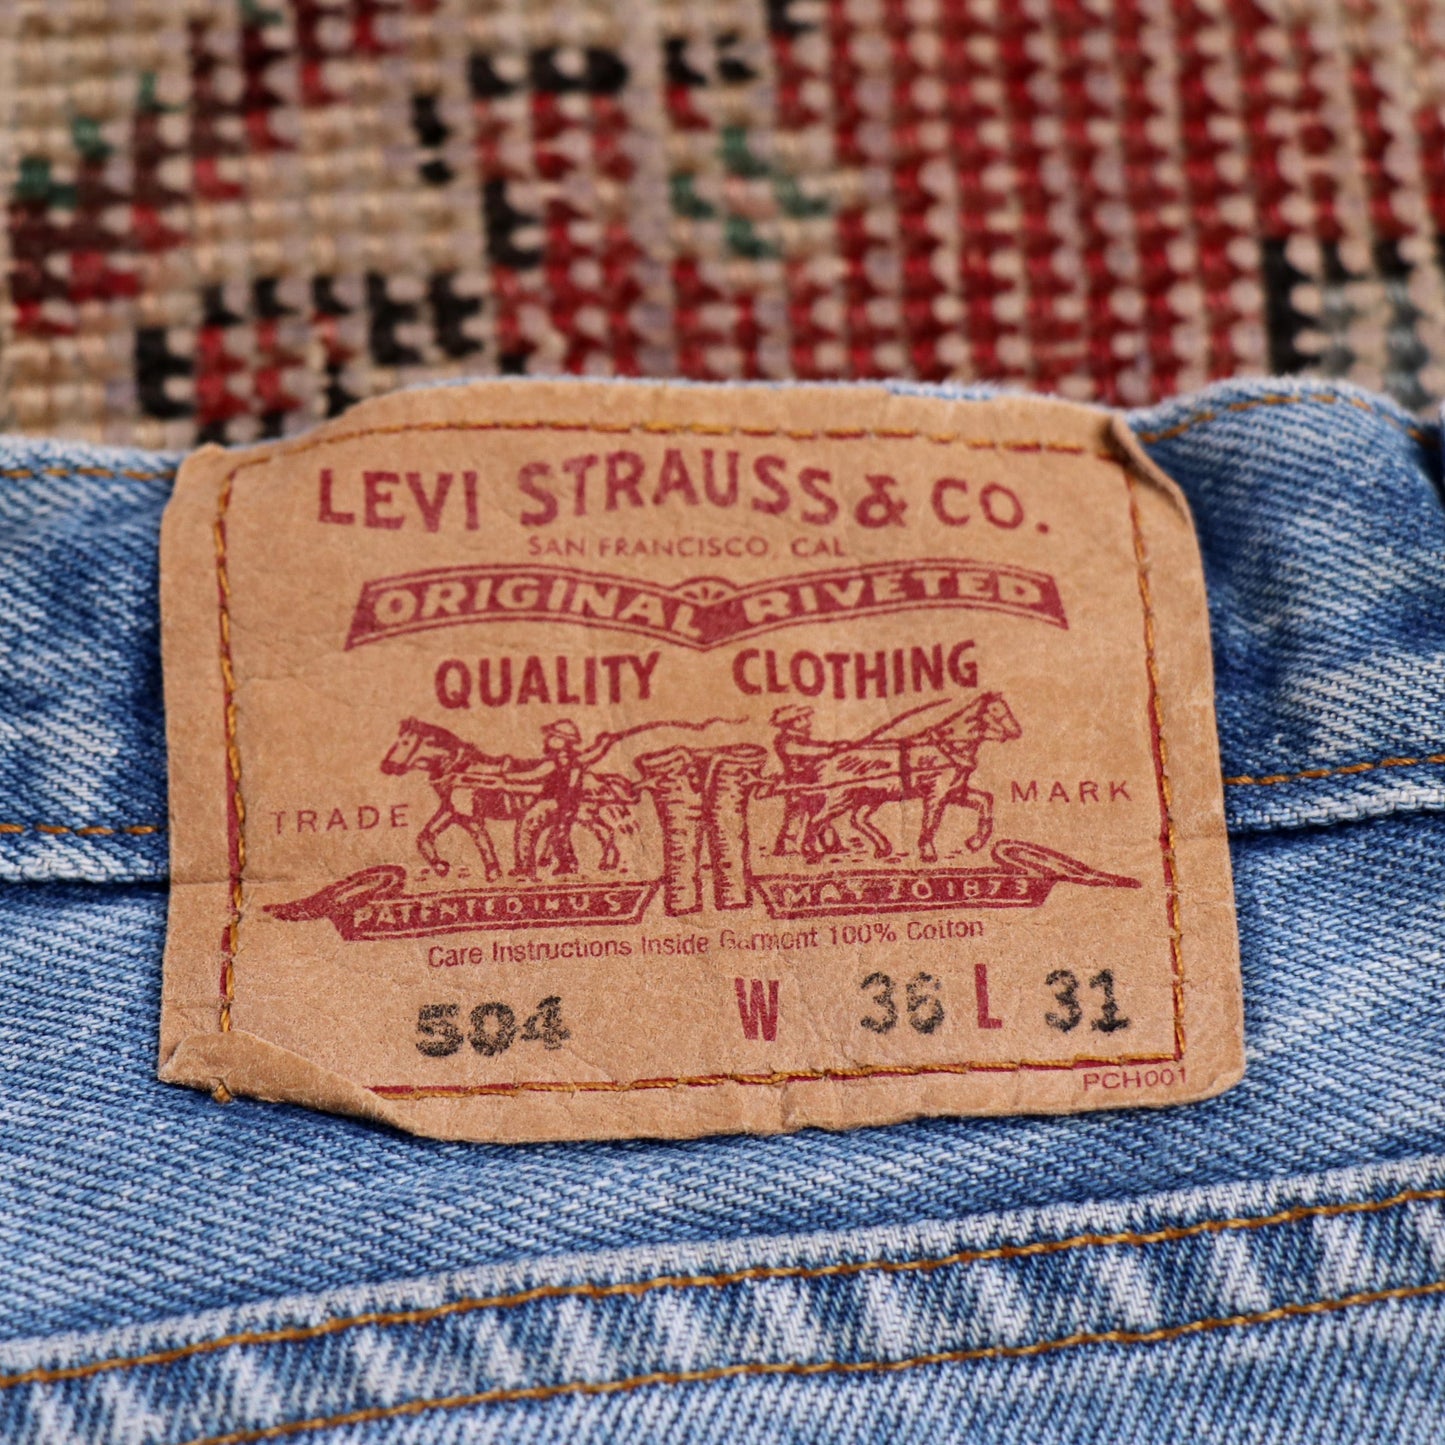 LEVI STRAUSS & CO.
SAN FRANCISCO, CAL
ORIGINAL RIVETED
QUALITY CLOTHING
TRADE MARK
PATENTED IN U S MAY 20 1873
Care Instructions Inside Garment 100% Cotton
504 W 36 L 31
PCH001